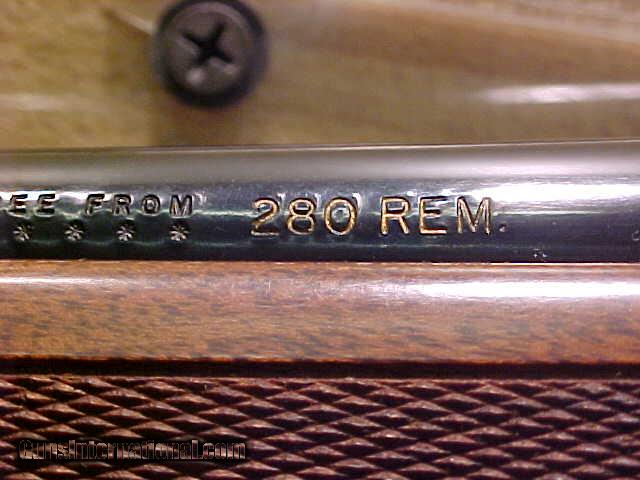 EE FROM
280 REM.
* * * *
GunsInternational.com